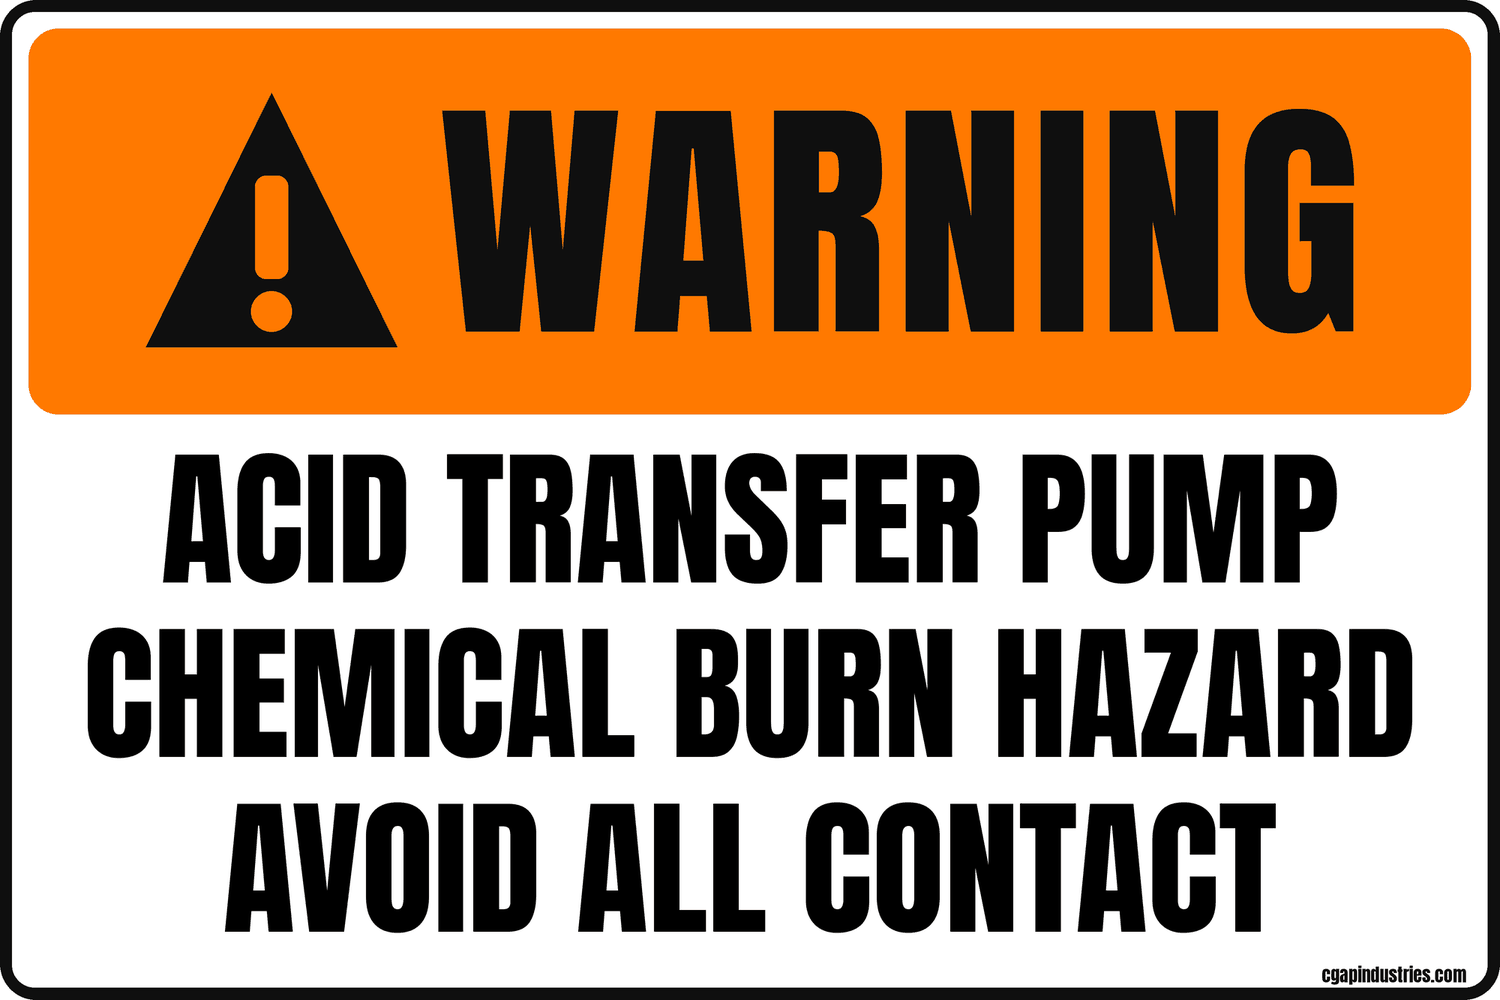 WARNING
ACID TRANSFER PUMP
CHEMICAL BURN HAZARD
AVOID ALL CONTACT
cgapindustries.com